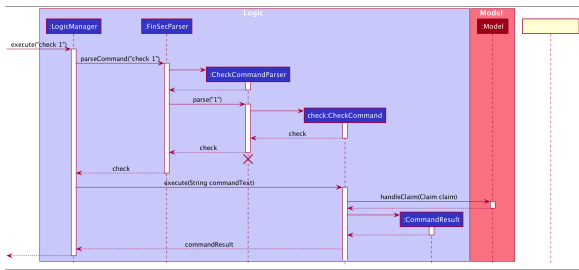 Logic
Model
:LogicManager
:FinSecParser
:Model
execute("check 1")
parseCommand("check 1")
:CheckCommandParser
parse("1")
check:CheckCommand
check
check
check
execute(String commandText)
handleClaim(Claim claim)
:CommandResult
commandResult